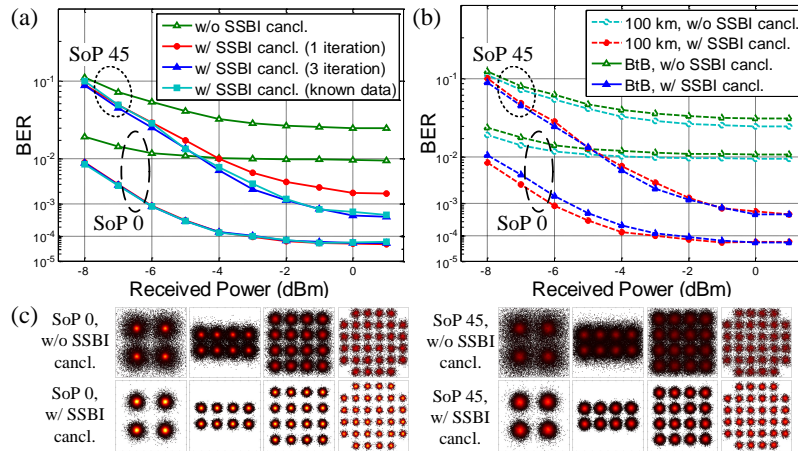 (a)
w/o SSBI cancl.
w/ SSBI cancl. (1 iteration)
w/ SSBI cancl. (3 iteration)
w/ SSBI cancl. (known data)
SoP 45
SoP 0
BER
10-1
10-2
10-3
10-4
10-5
-8
-6
-4
-2
0
Received Power (dBm)
(b)
100 km, w/o SSBI cancl.
100 km, w/ SSBI cancl.
BtB, w/o SSBI cancl.
BtB, w/ SSBI cancl.
SoP 45
SoP 0
BER
10-1
10-2
10-3
10-4
10-5
-8
-6
-4
-2
0
Received Power (dBm)
(c)
SoP 0,
w/o SSBI
cancl.
SoP 0,
w/ SSBI
cancl.
SoP 45,
w/o SSBI
cancl.
SoP 45,
w/ SSBI
cancl.